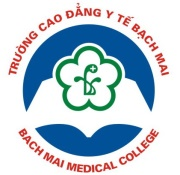 TRƯỜNG CAO ĐẲNG Y TẾ BẠCH MAI
BACH MAI MEDICAL COLLEGE